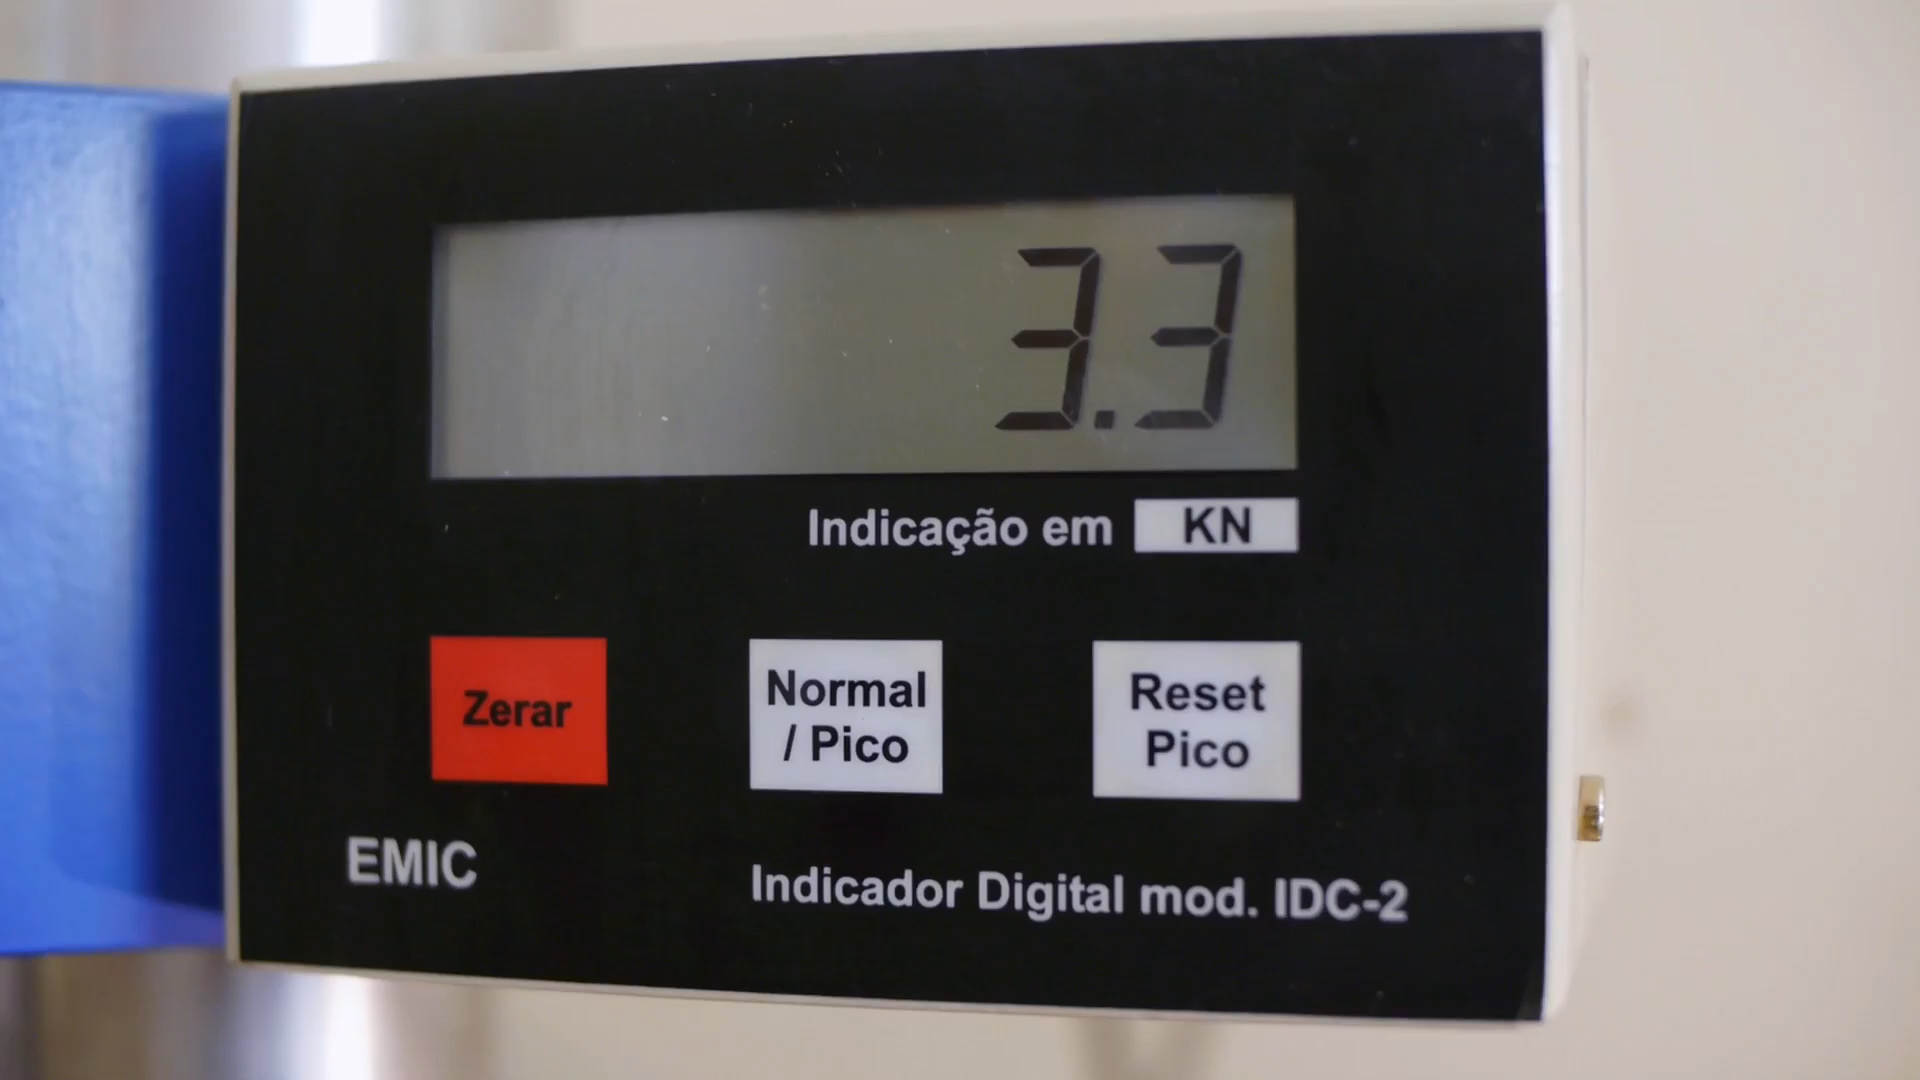 3.3
Indicação em KN
Zerar
Normal
/ Pico
Reset
Pico
EMIC
Indicador Digital mod. IDC-2